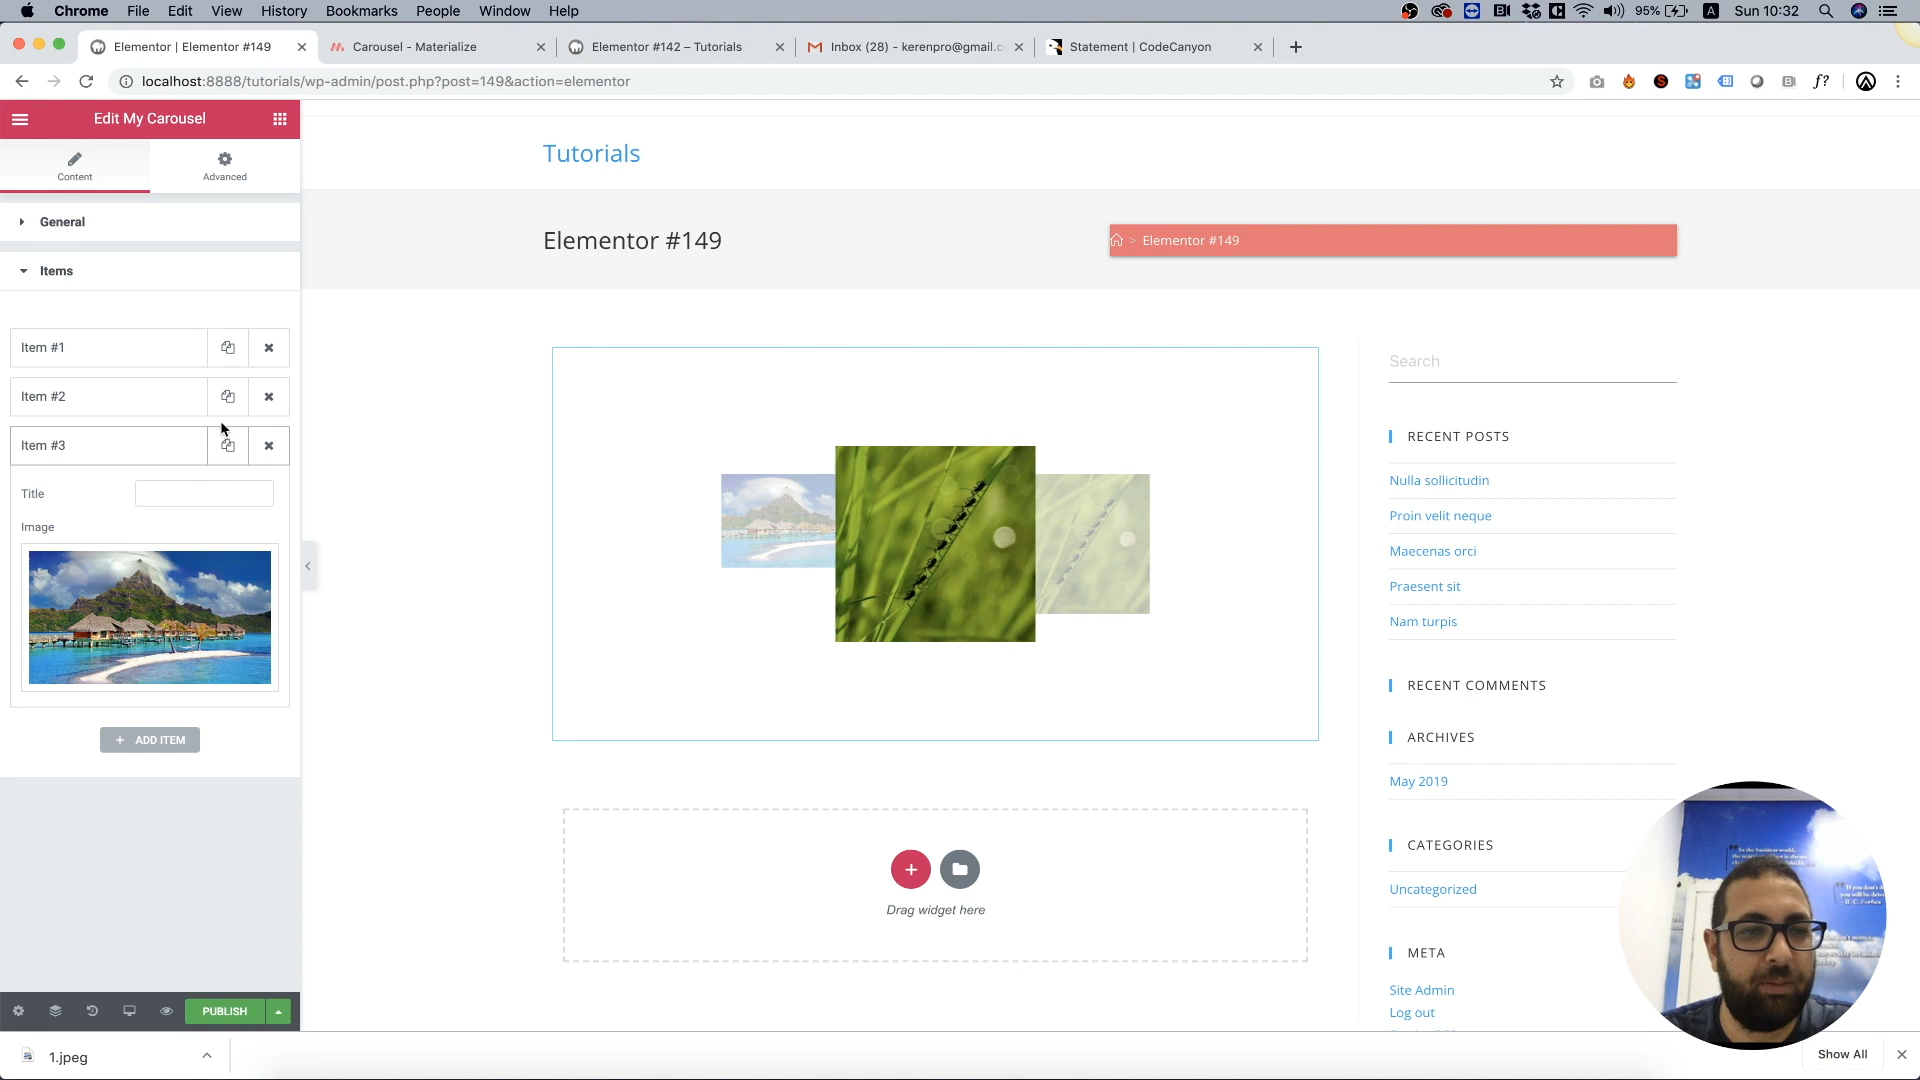 Chrome File Edit View History Bookmarks People Window Help
95% A Sun 10:32
Elementor | Elementor #149
Carousel - Materialize
Elementor #142 – Tutorials
Inbox (28) - kerenpro@gmail.c
Statement | CodeCanyon
localhost:8888/tutorials/wp-admin/post.php?post=149&action=elementor
f?
Edit My Carousel
Content
Advanced
General
Items
Item #1
Item #2
Item #3
Title
Image
+ ADD ITEM
PUBLISH
Tutorials
Elementor #149
> Elementor #149
Drag widget here
Search
RECENT POSTS
Nulla sollicitudin
Proin velit neque
Maecenas orci
Praesent sit
Nam turpis
RECENT COMMENTS
ARCHIVES
May 2019
CATEGORIES
Uncategorized
META
Site Admin
Log out
1.jpeg
Show All